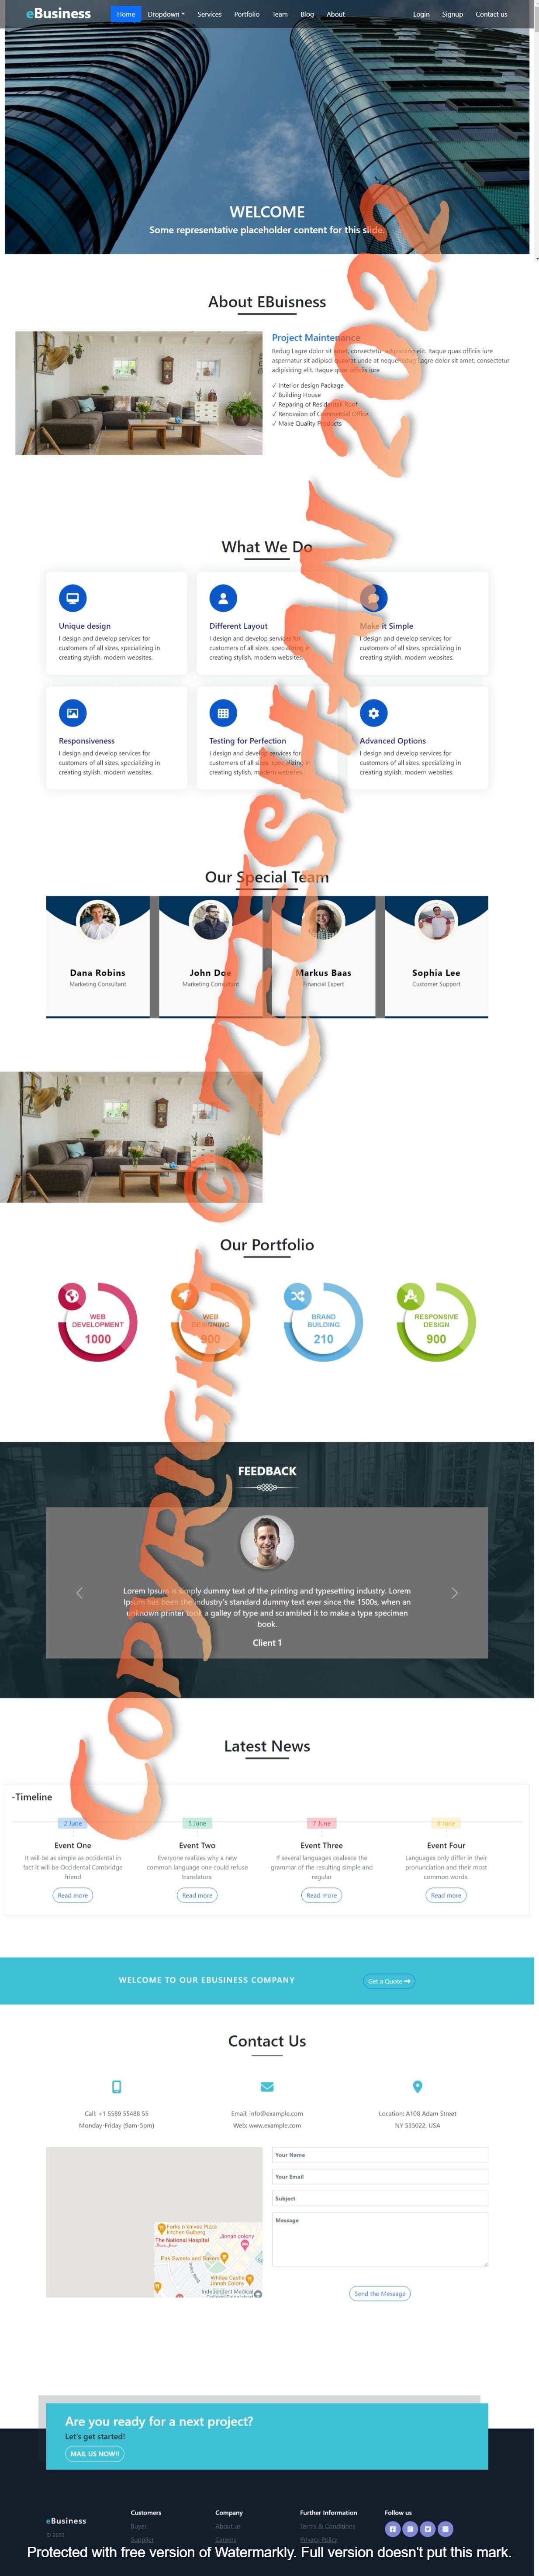 eBusiness
Home Dropdown Services Portfolio Team Blog About Login Signup Contact us
WELCOME
Some representative placeholder content for this slide.
About EBuisness
Project Maintenance
Redug Lagre dolor sit amet, consectetur adipisicing elit. Itaque quas officiis iure
aspernatur sit adipisci quaerat unde at nequeRedug Lagre dolor sit amet, consectetur
adipisicing elit. Itaque quas officiis iure
✓ Interior design Package
✓ Building House
✓ Reparing of Residentail Roof
✓ Renovaion of Commercial Office
✓ Make Quality Products
What We Do
Unique design
I design and develop services for
customers of all sizes, specializing in
creating stylish, modern websites.
Different Layout
I design and develop services for
customers of all sizes, specializing in
creating stylish, modern websites.
Make it Simple
I design and develop services for
customers of all sizes, specializing in
creating stylish, modern websites.
Responsiveness
I design and develop services for
customers of all sizes, specializing in
creating stylish, modern websites.
Testing for Perfection
I design and develop services for
customers of all sizes, specializing in
creating stylish, modern websites.
Advanced Options
I design and develop services for
customers of all sizes, specializing in
creating stylish, modern websites.
Our Special Team
Dana Robins
Marketing Consultant
John Doe
Marketing Consultant
Markus Baas
Financial Expert
Sophia Lee
Customer Support
Our Portfolio
WEB
DEVELOPMENT
1000
WEB
DESIGNING
900
BRAND
BUILDING
210
RESPONSIVE
DESIGN
900
FEEDBACK
Lorem Ipsum is simply dummy text of the printing and typesetting industry. Lorem
Ipsum has been the industry's standard dummy text ever since the 1500s, when an
unknown printer took a galley of type and scrambled it to make a type specimen
book.
Client 1
Latest News
-Timeline
2 June
Event One
It will be as simple as occidental in
fact it will be Occidental Cambridge
friend
Read more
5 June
Event Two
Everyone realizes why a new
common language one could refuse
translators.
Read more
7 June
Event Three
If several languages coalesce the
grammar of the resulting simple and
regular
Read more
8 June
Event Four
Languages only differ in their
pronunciation and their most
common words.
Read more
WELCOME TO OUR EBUSINESS COMPANY
Get a Quote
Contact Us
Call: +1 5589 55488 55
Monday-Friday (9am-5pm)
Email: info@example.com
Web: www.example.com
Location: A108 Adam Street
NY 535022, USA
Forks n knives Pizza
kitchen Gulberg
The National Hospital
Jinnah colony
Pak Sweets and Bakers
Whites Castle
Jinnah Colony
Independent Medical
Your Name
Your Email
Subject
Message
Send the Message
Are you ready for a next project?
Let's get started!
MAIL US NOW!!
eBusiness
© 2022
Customers
Buyer
Supplier
Company
About us
Careers
Further Information
Terms & Conditions
Privacy Policy
Follow us
COPYRIGHT © ZEESHAN 2022
Protected with free version of Watermarkly. Full version doesn't put this mark.